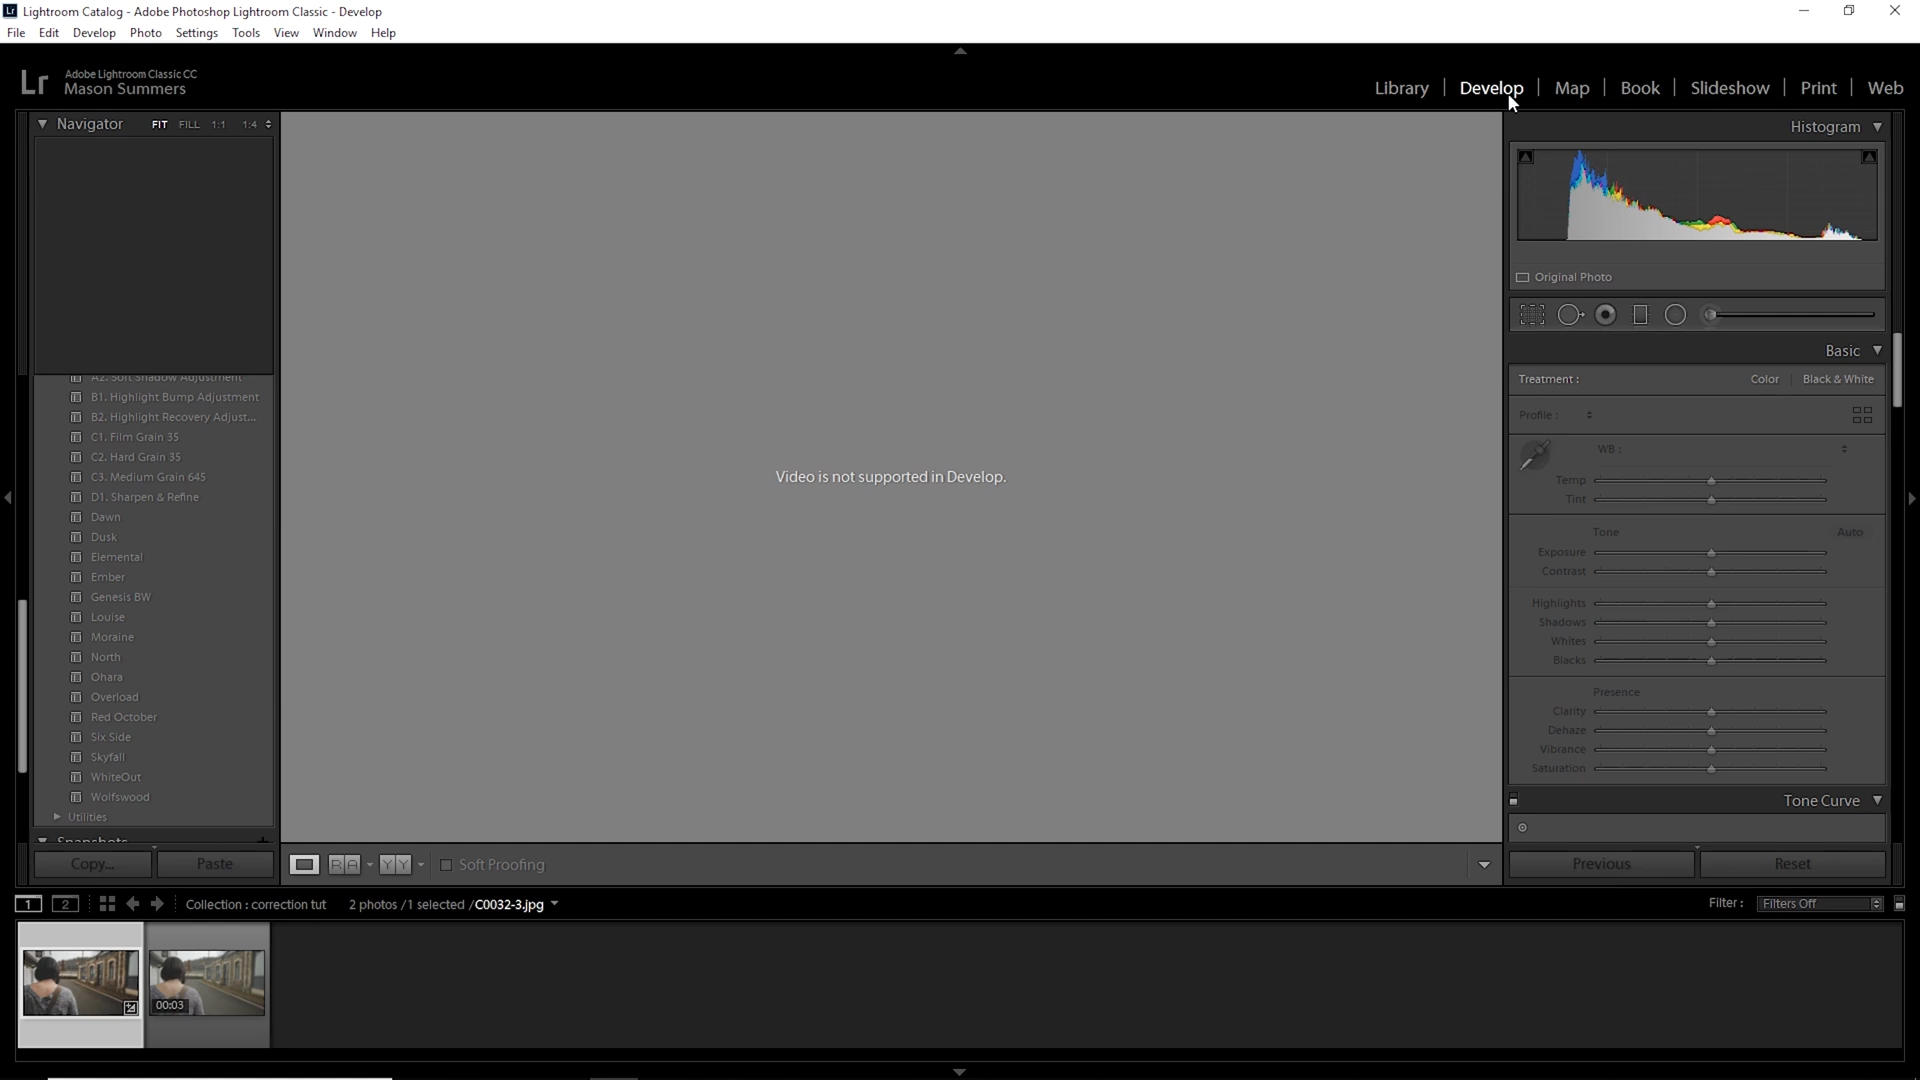 Lr Lightroom Catalog - Adobe Photoshop Lightroom Classic - Develop
File Edit Develop Photo Settings Tools View Window Help
Lr Adobe Lightroom Classic CC
Mason Summers
Library | Develop | Map | Book | Slideshow | Print | Web
Navigator FIT FILL 1:1 1:4
Histogram
Original Photo
Basic
A2. Soft Shadow Adjustment
Treatment : Color Black & White
B1. Highlight Bump Adjustment
B2. Highlight Recovery Adjust...
Profile :
C1. Film Grain 35
C2. Hard Grain 35
WB :
C3. Medium Grain 645
Temp
D1. Sharpen & Refine
Tint
Video is not supported in Develop.
Dawn
Dusk
Tone Auto
Elemental
Exposure
Ember
Contrast
Genesis BW
Highlights
Louise
Shadows
Moraine
Whites
North
Blacks
Ohara
Overload
Presence
Red October
Clarity
Six Side
Dehaze
Skyfall
Vibrance
WhiteOut
Saturation
Wolfswood
Tone Curve
Utilities
Snapshots
Copy... Paste
R A Y Y Soft Proofing
Previous Reset
1 2 Collection : correction tut 2 photos /1 selected /C0032-3.jpg
Filter : Filters Off
00:03